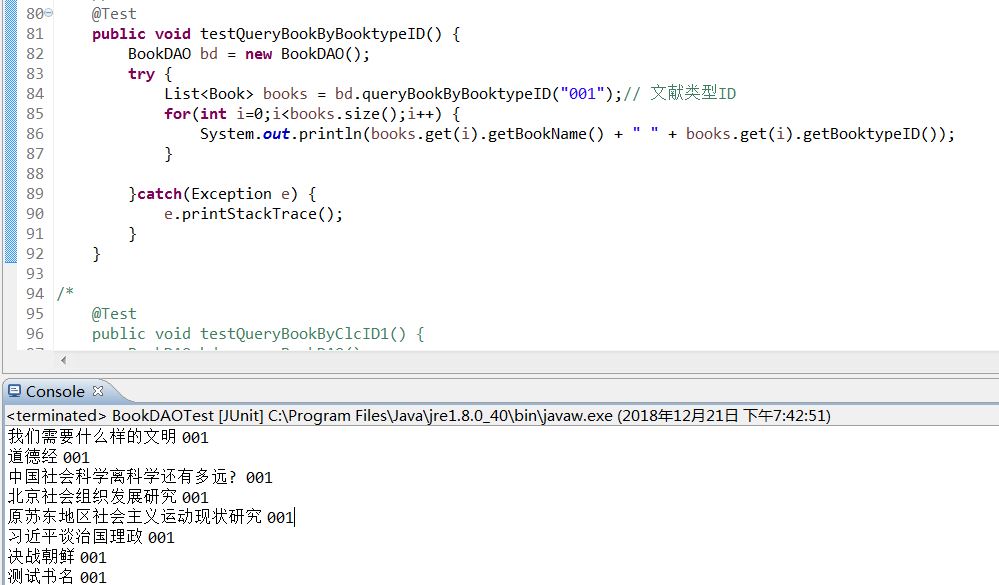 80 @Test
81 public void testQueryBookByBooktypeID() {
82 BookDAO bd = new BookDAO();
83 try {
84 List<Book> books = bd.queryBookByBooktypeID("001");// 文献类型ID
85 for(int i=0;i<books.size();i++) {
86 System.out.println(books.get(i).getBookName() + " " + books.get(i).getBooktypeID());
87 }
88
89 }catch(Exception e) {
90 e.printStackTrace();
91 }
92 }
93
94 /*
95 @Test
96 public void testQueryBookByClcID1() {
Console
<terminated> BookDAOTest [JUnit] C:\Program Files\Java\jre1.8.0_40\bin\javaw.exe (2018年12月21日 下午7:42:51)
我们需要什么样的文明 001
道德经 001
中国社会科学离科学还有多远? 001
北京社会组织发展研究 001
原苏东地区社会主义运动现状研究 001
习近平谈治国理政 001
决战朝鲜 001
测试书名 001